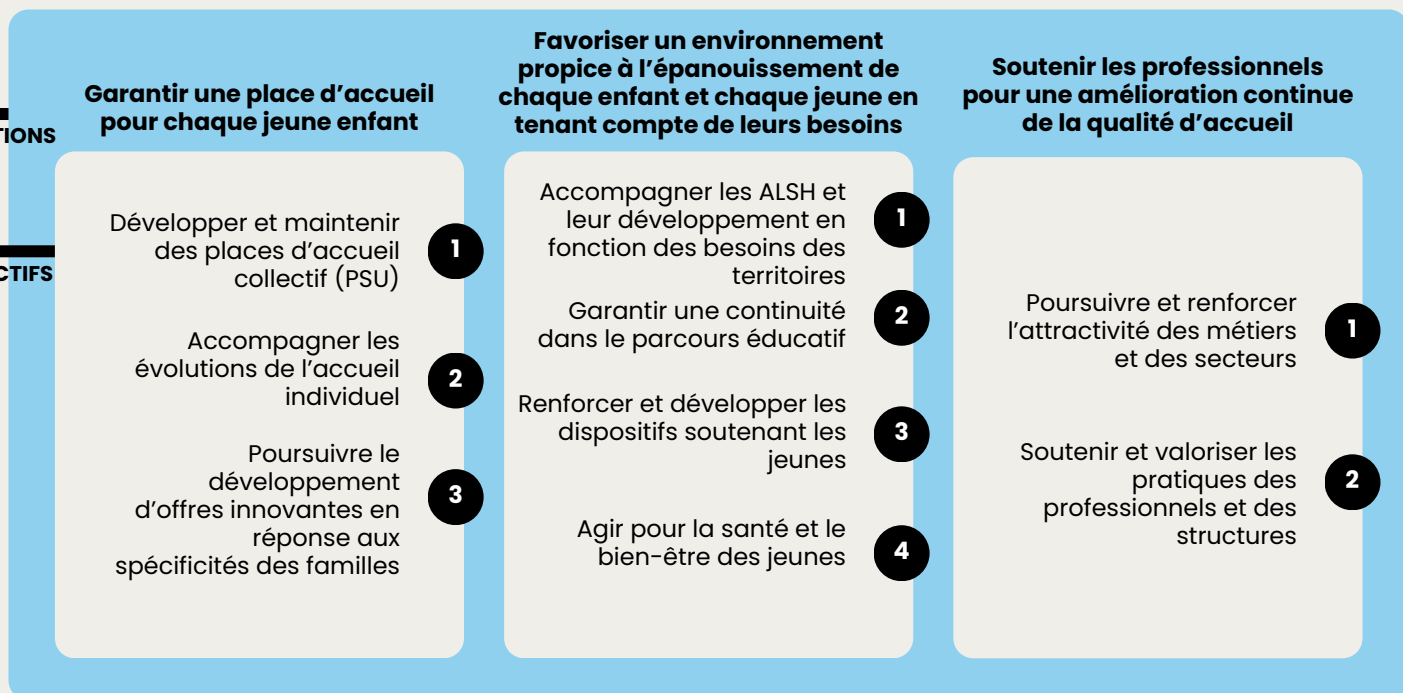 TIONS
CTIFS
Garantir une place d’accueil
pour chaque jeune enfant
Développer et maintenir
des places d’accueil
collectif (PSU)
1
Accompagner les
évolutions de l’accueil
individuel
2
Poursuivre le
développement
d’offres innovantes en
réponse aux
spécificités des familles
3
Favoriser un environnement
propice à l’épanouissement de
chaque enfant et chaque jeune en
tenant compte de leurs besoins
Accompagner les ALSH et
leur développement en
fonction des besoins des
territoires
1
Garantir une continuité
dans le parcours éducatif
2
Renforcer et développer les
dispositifs soutenant les
jeunes
3
Agir pour la santé et le
bien-être des jeunes
4
Soutenir les professionnels
pour une amélioration continue
de la qualité d’accueil
Poursuivre et renforcer
l’attractivité des métiers
et des secteurs
1
Soutenir et valoriser les
pratiques des
professionnels et des
structures
2